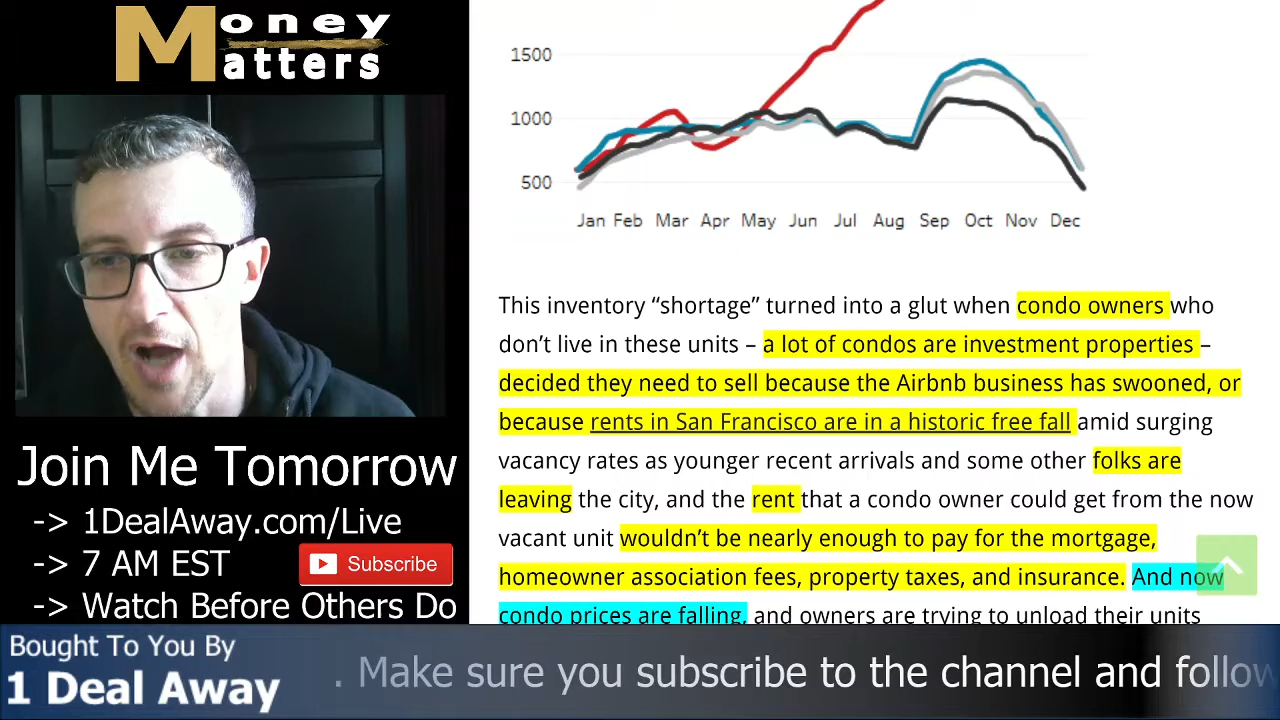 Money
Matters
1500
1000
500
Jan Feb Mar Apr May Jun Jul Aug Sep Oct Nov Dec
This inventory “shortage” turned into a glut when condo owners who
don’t live in these units – a lot of condos are investment properties –
decided they need to sell because the Airbnb business has swooned, or
because rents in San Francisco are in a historic free fall amid surging
vacancy rates as younger recent arrivals and some other folks are
leaving the city, and the rent that a condo owner could get from the now
vacant unit wouldn’t be nearly enough to pay for the mortgage,
homeowner association fees, property taxes, and insurance. And now
condo prices are falling, and owners are trying to unload their units
Join Me Tomorrow
-> 1DealAway.com/Live
-> 7 AM EST
Subscribe
-> Watch Before Others Do
Bought To You By
1 Deal Away
. Make sure you subscribe to the channel and follow